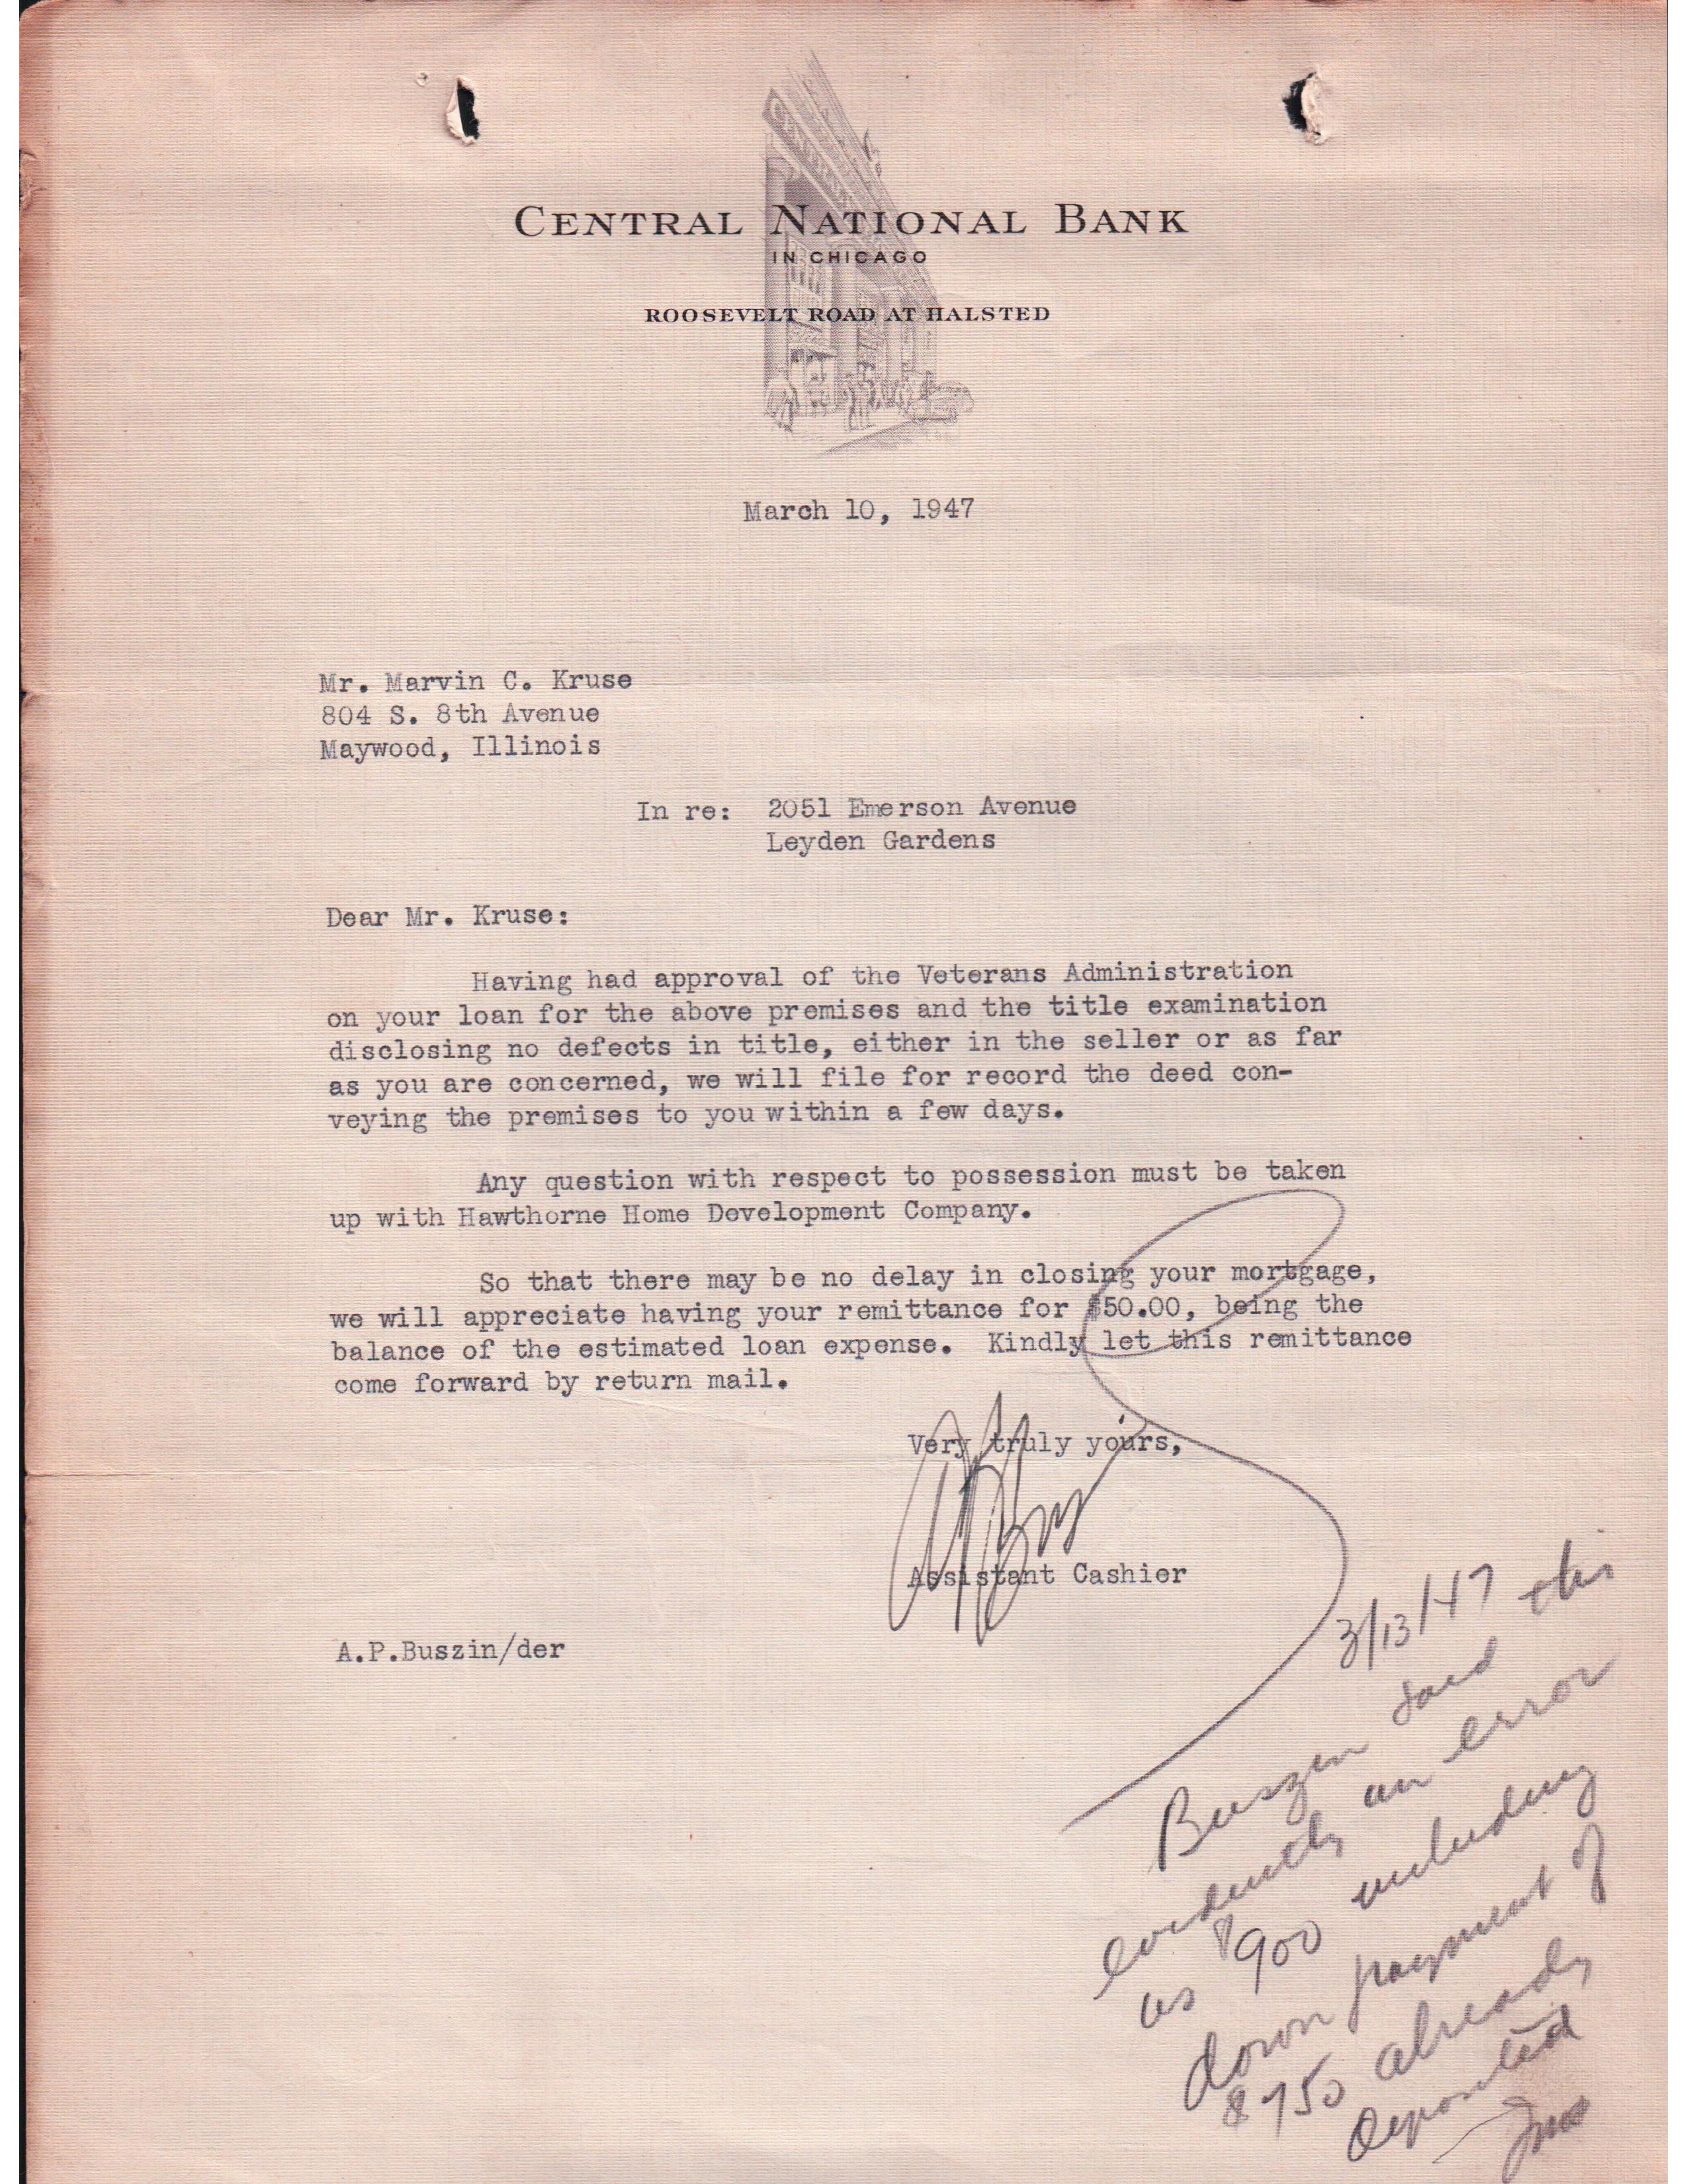 CENTRAL
CENTRAL NATIONAL BANK
IN CHICAGO
ROOSEVELT ROAD AT HALSTED
March 10, 1947
Mr. Marvin C. Kruse
804 S. 8th Avenue
Maywood, Illinois
In re: 2051 Emerson Avenue
Leyden Gardens
Dear Mr. Kruse:
Having had approval of the Veterans Administration
on your loan for the above premises and the title examination
disclosing no defects in title, either in the seller or as far
as you are concerned, we will file for record the deed con-
veying the premises to you within a few days.
Any question with respect to possession must be taken
up with Hawthorne Home Development Company.
So that there may be no delay in closing your mortgage,
we will appreciate having your remittance for $50.00, being the
balance of the estimated loan expense. Kindly let this remittance
come forward by return mail.
Very truly yours,
Assistant Cashier
A.P.Buszin/der
3/13/47
Buszin said this
evidently an error
as $900 including
down payment of
$750 already
deposited